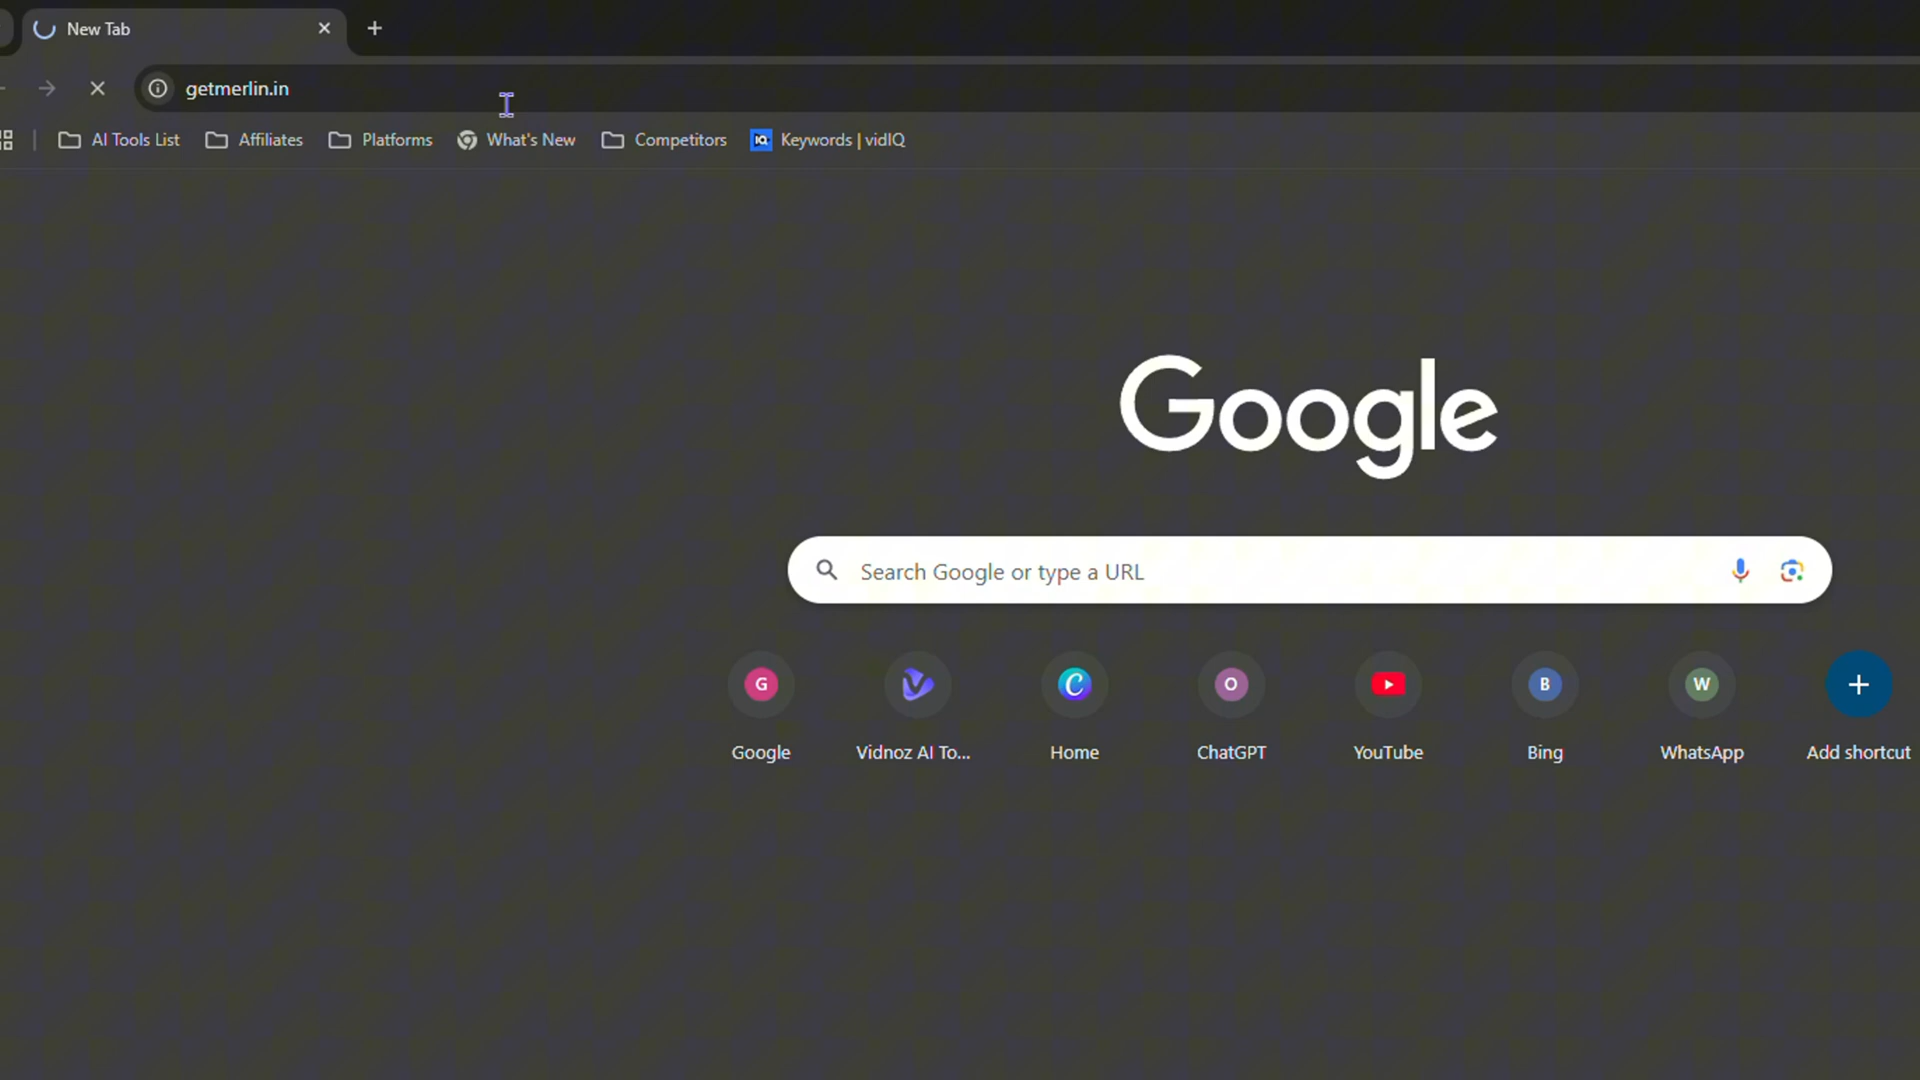 New Tab
getmerlin.in
AI Tools List Affiliates Platforms What's New Competitors IQ Keywords | vidIQ
Google
Search Google or type a URL
G C O B W
Google Vidnoz AI To... Home ChatGPT YouTube Bing WhatsApp Add shortcut